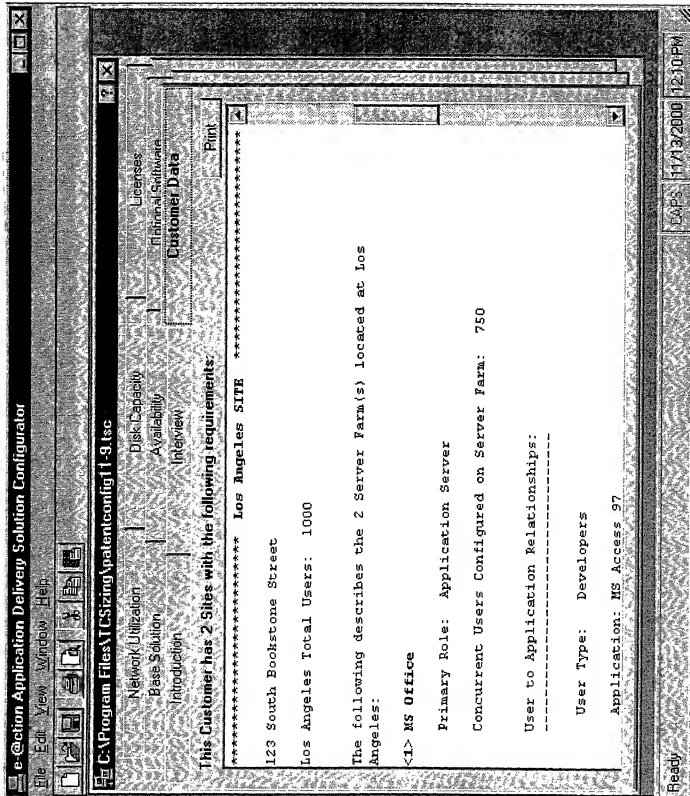 e-@ction Application Delivery Solution Configurator
File Edit View Window Help
C:\Program Files\TCSizing\patentconfig11-9.tsc
Network Utilization Disk Capacity Licenses
Base Solution Availability Optional Software
Introduction Interview Customer Data
This Customer has 2 Sites with the following requirements:
Print
****************** Los Angeles SITE ******************
123 South Bookstone Street
Los Angeles Total Users: 1000
The following describes the 2 Server Farm(s) located at Los
Angeles:
<1> MS Office
Primary Role: Application Server
Concurrent Users Configured on Server Farm: 750
User to Application Relationships:
----------------------------------
User Type: Developers
Application: MS Access 97
Ready CAPS 11/13/2000 12:10 PM